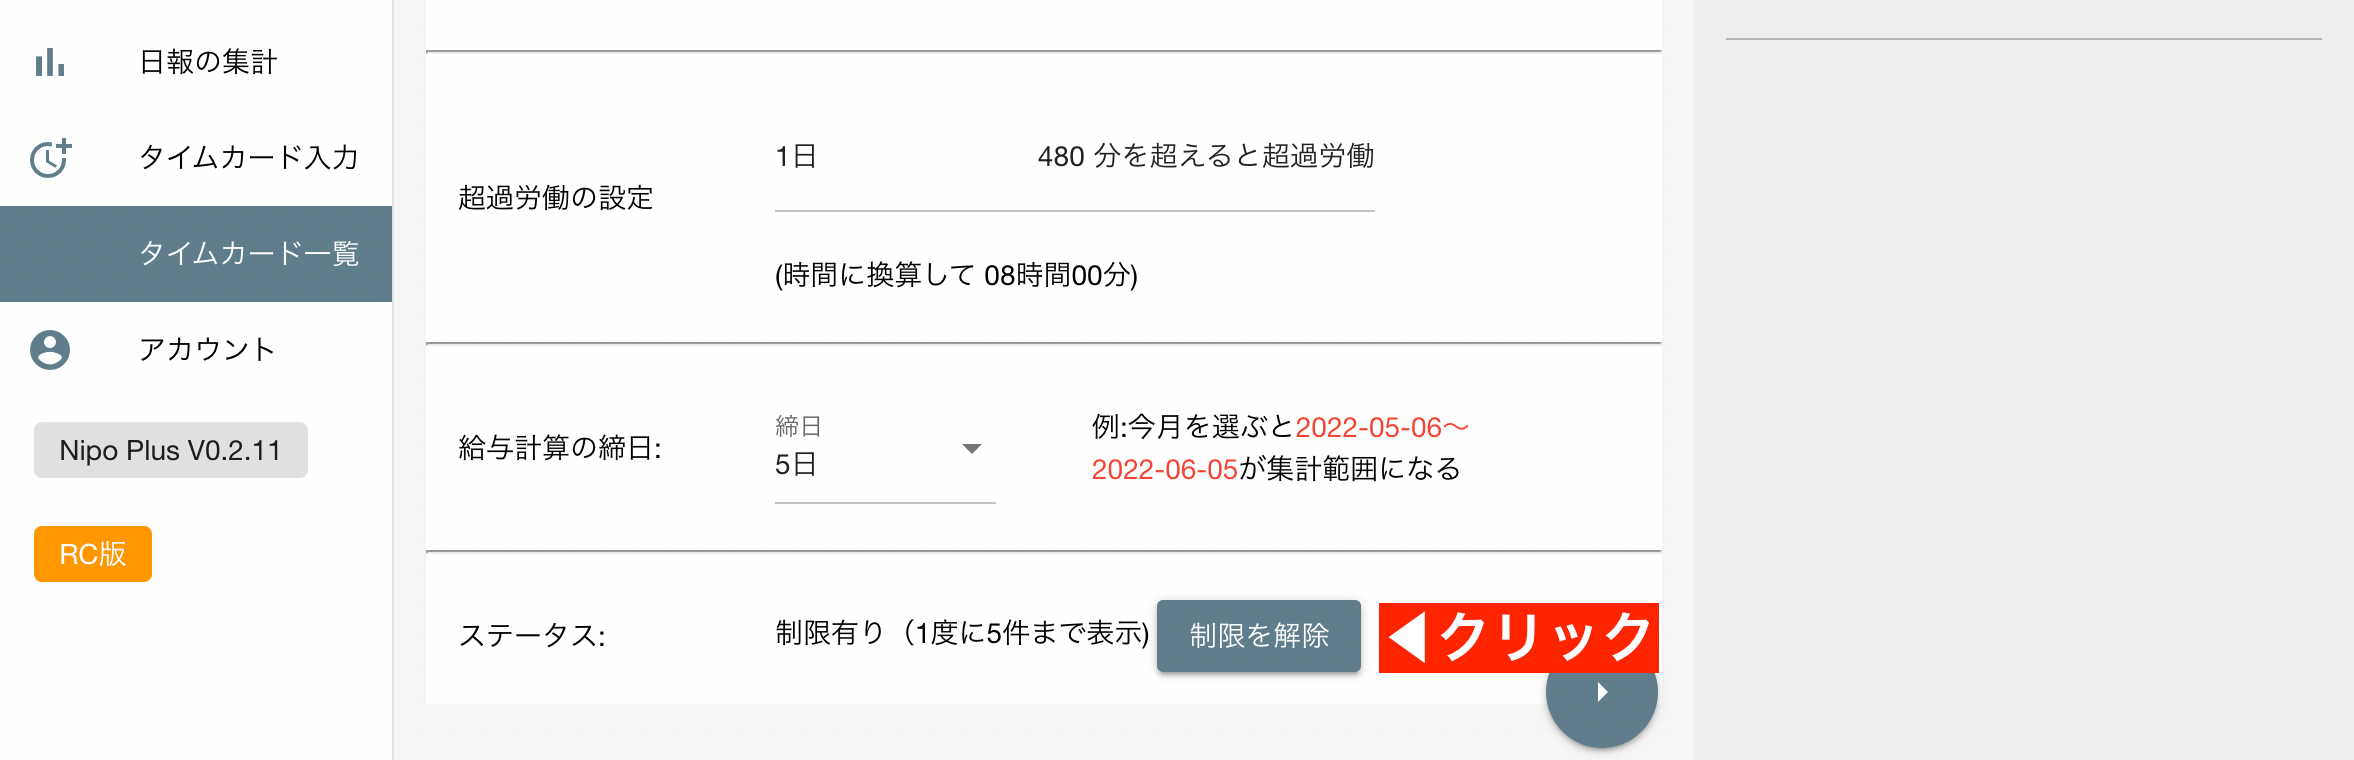 日報の集計
タイムカード入力
タイムカード一覧
アカウント
Nipo Plus V0.2.11
RC版
超過労働の設定
1日 480 分を超えると超過労働
(時間に換算して 08時間00分)
給与計算の締日:
締日
5日
例:今月を選ぶと2022-05-06〜
2022-06-05が集計範囲になる
ステータス: 制限有り（1度に5件まで表示) 制限を解除 ◀クリック